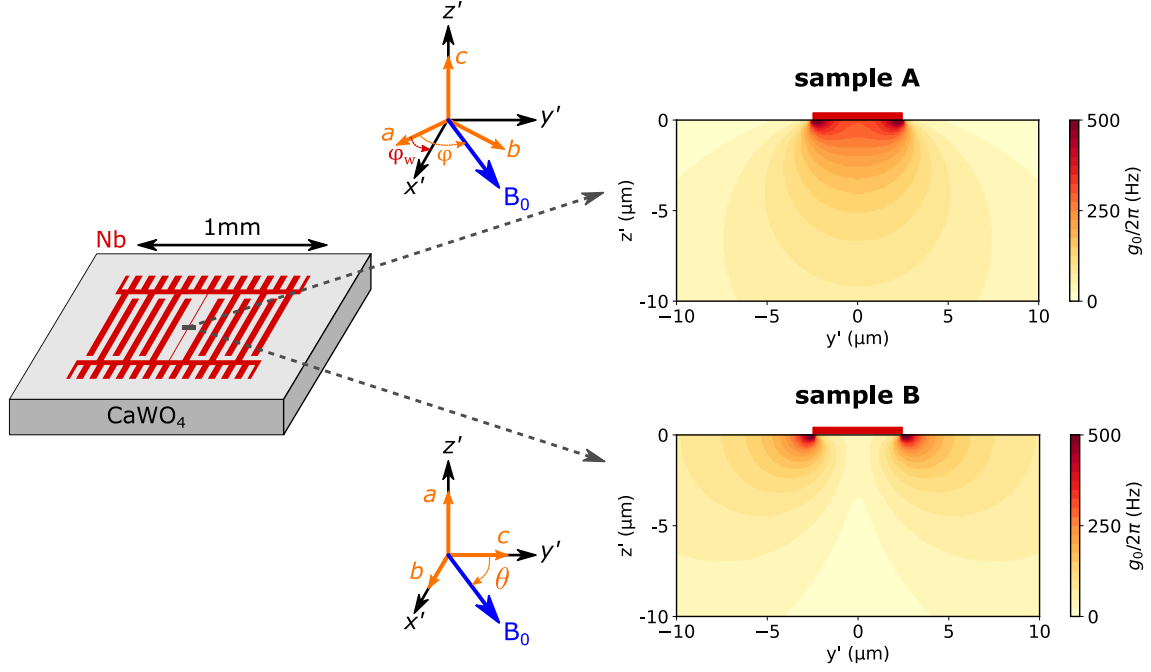 z'
c
y'
a
φw
φ
b
x'
B0
Nb
1mm
CaWO4
z'
a
c
y'
b
θ
x'
B0
sample A
0
-5
-10
z' (µm)
-10
-5
0
5
10
y' (µm)
500
250
0
g0/2π (Hz)
sample B
0
-5
-10
z' (µm)
-10
-5
0
5
10
y' (µm)
500
250
0
g0/2π (Hz)